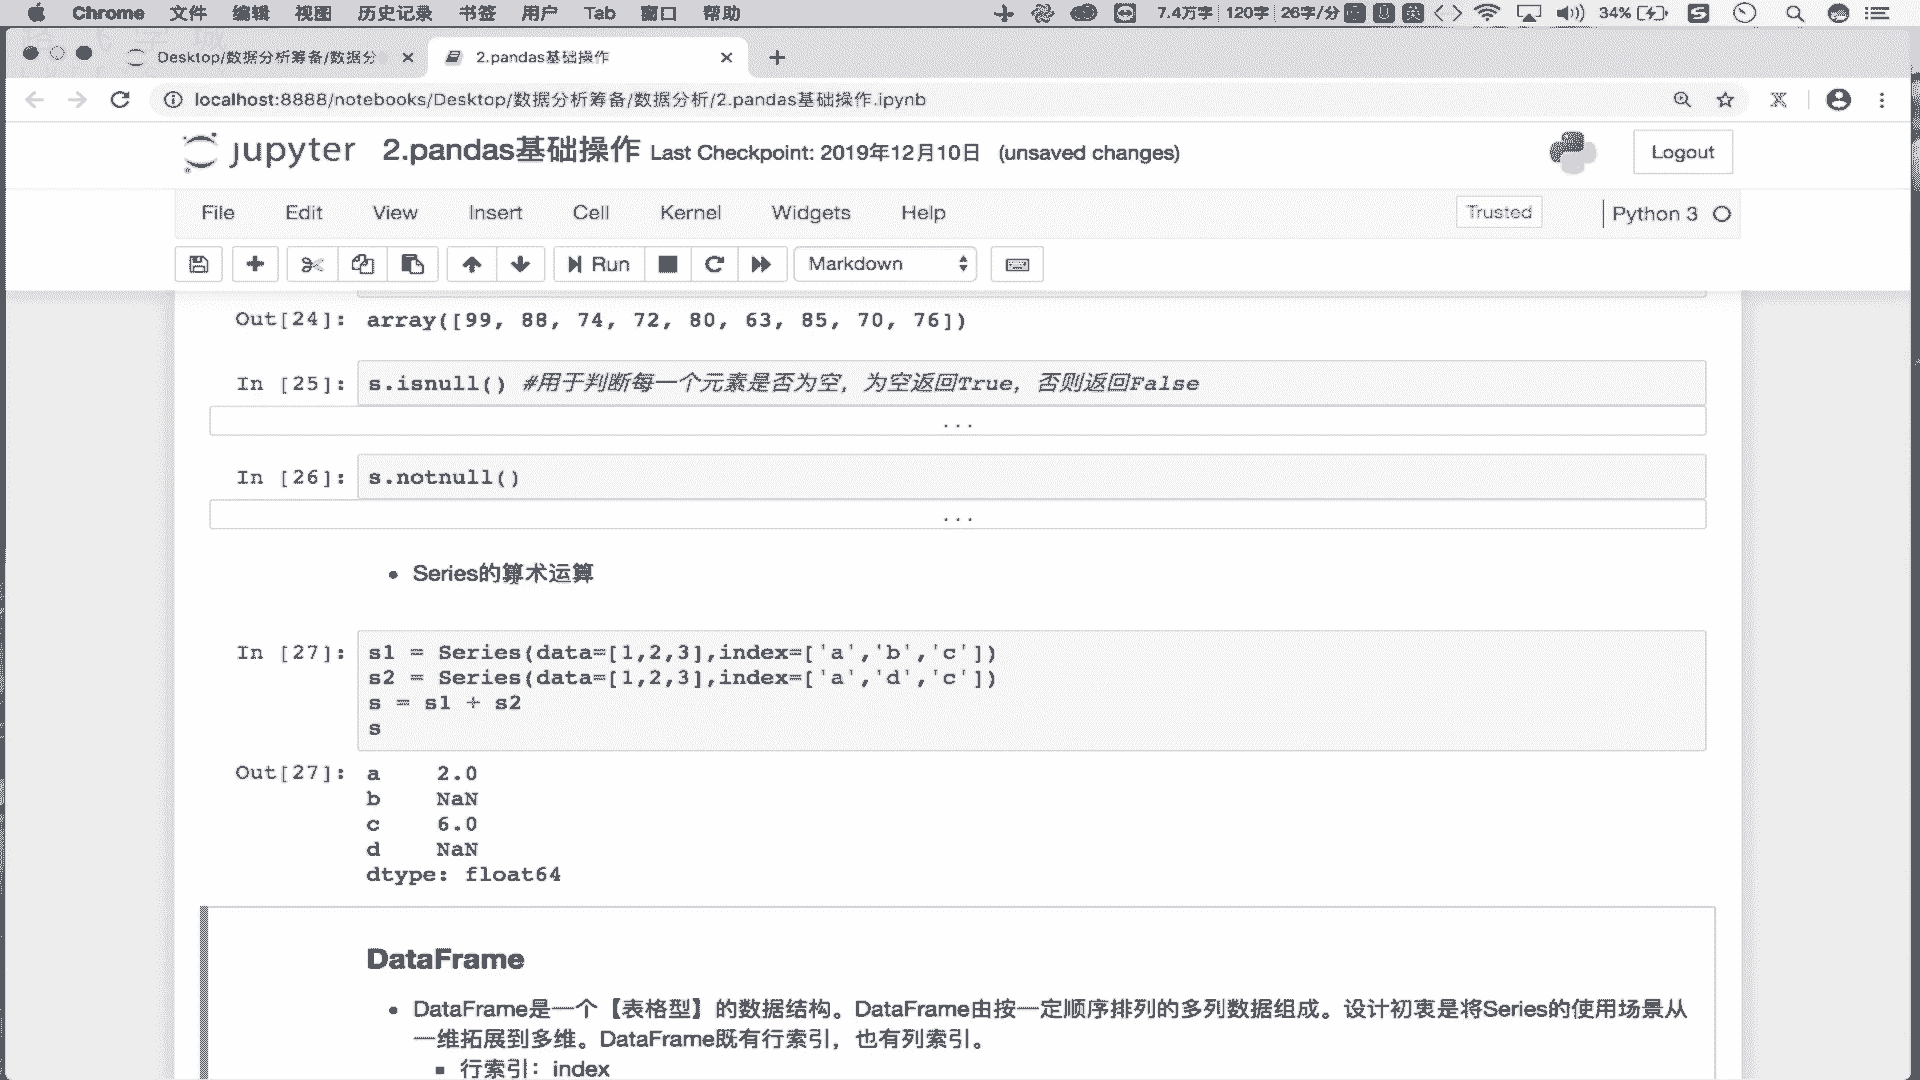 Chrome 文件 编辑 视图 历史记录 书签 用户 Tab 窗口 帮助 7.4万字 120字 26字/分 英 34%
Desktop/数据分析筹备/数据分 2.pandas基础操作
localhost:8888/notebooks/Desktop/数据分析筹备/数据分析/2.pandas基础操作.ipynb
jupyter 2.pandas基础操作 Last Checkpoint: 2019年12月10日 (unsaved changes) Logout
File Edit View Insert Cell Kernel Widgets Help Trusted Python 3
Run Markdown
Out[24]: array([99, 88, 74, 72, 80, 63, 85, 70, 76])
In [25]: s.isnull() #用于判断每一个元素是否为空，为空返回True，否则返回False
...
In [26]: s.notnull()
...
• Series的算术运算
In [27]: s1 = Series(data=[1,2,3],index=['a','b','c'])
s2 = Series(data=[1,2,3],index=['a','d','c'])
s = s1 + s2
s
Out[27]: a 2.0
b NaN
c 6.0
d NaN
dtype: float64
DataFrame
• DataFrame是一个【表格型】的数据结构。DataFrame由按一定顺序排列的多列数据组成。设计初衷是将Series的使用场景从
一维拓展到多维。DataFrame既有行索引，也有列索引。
▪ 行索引：index